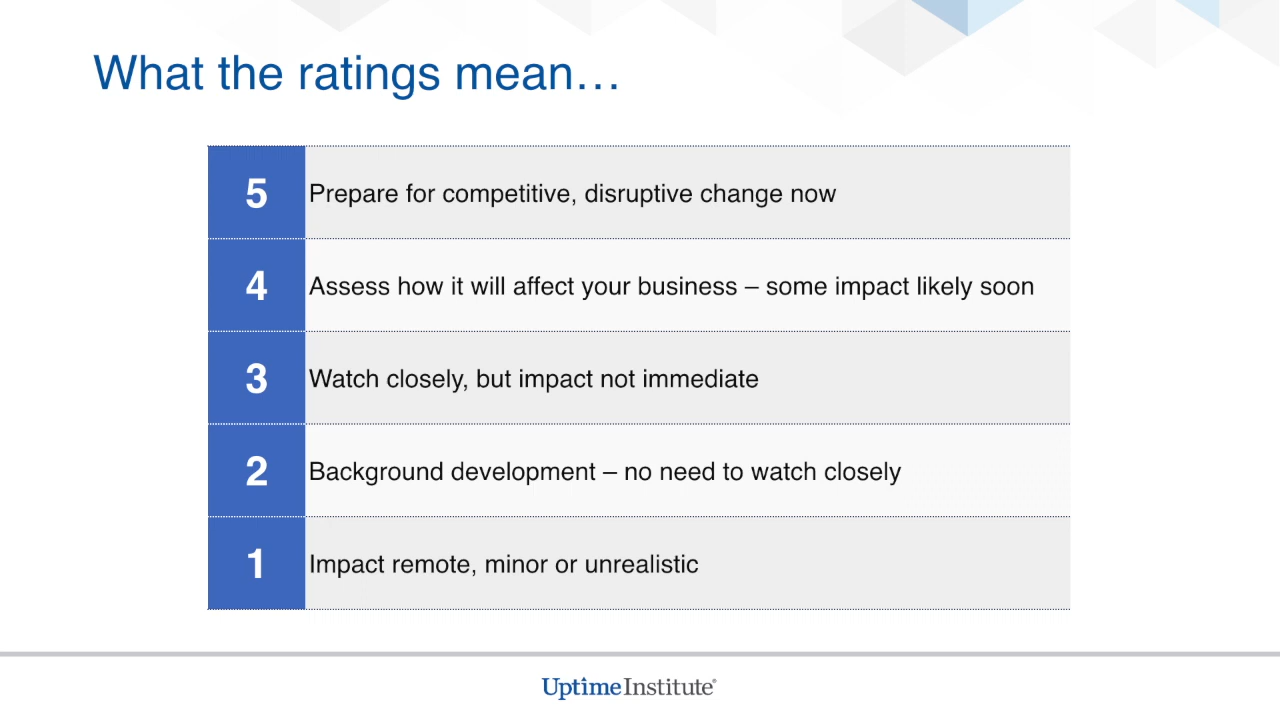 What the ratings mean…
5 Prepare for competitive, disruptive change now
4 Assess how it will affect your business – some impact likely soon
3 Watch closely, but impact not immediate
2 Background development – no need to watch closely
1 Impact remote, minor or unrealistic
UptimeInstitute®